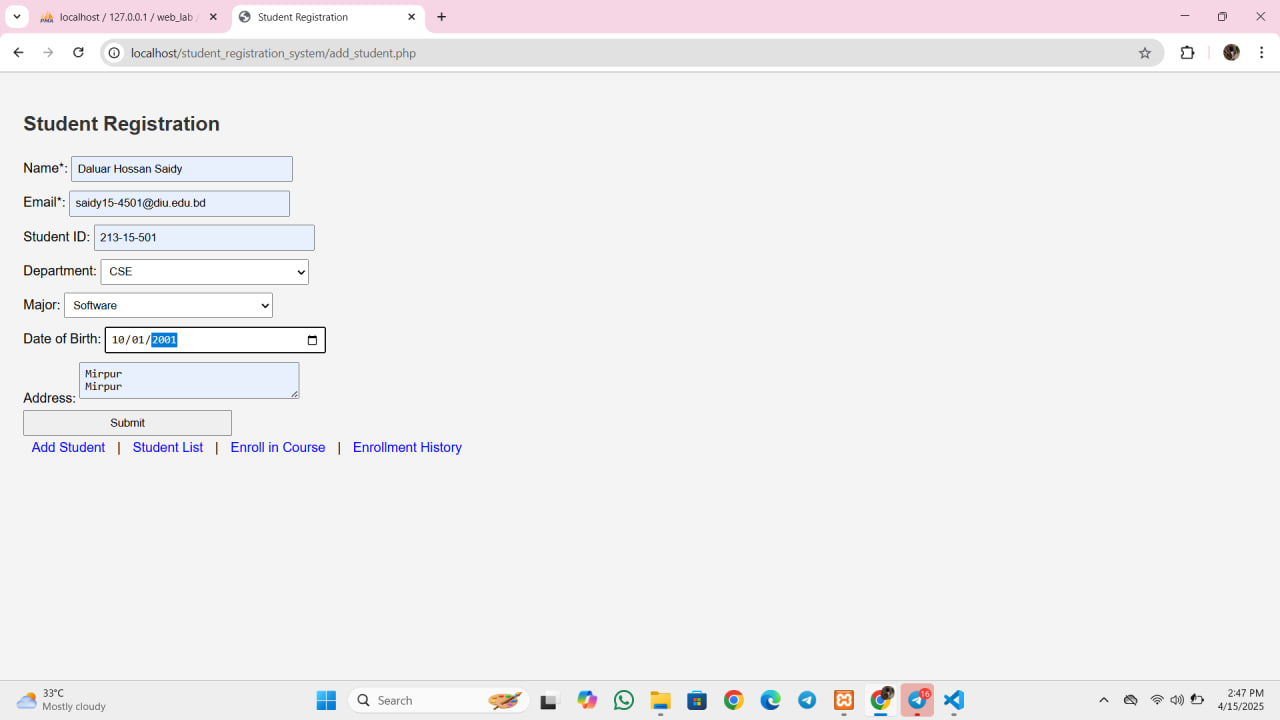 localhost / 127.0.0.1 / web_lab /
Student Registration
localhost/student_registration_system/add_student.php
Student Registration
Name*: Daluar Hossan Saidy
Email*: saidy15-4501@diu.edu.bd
Student ID: 213-15-501
Department: CSE
Major: Software
Date of Birth: 10/01/2001
Mirpur
Mirpur
Address:
Submit
Add Student | Student List | Enroll in Course | Enrollment History
33°C
Mostly cloudy
Search
16
2:47 PM
4/15/2025